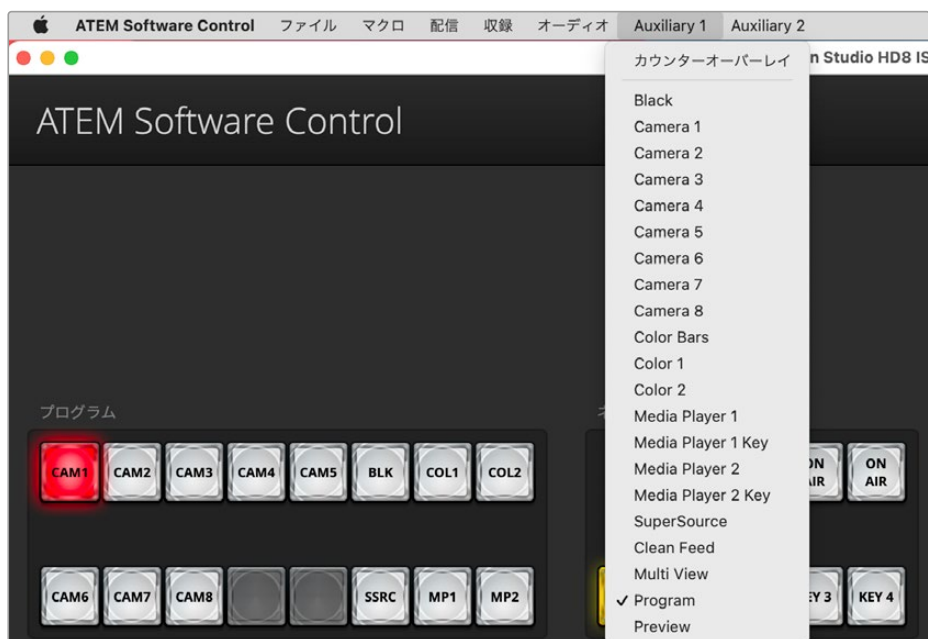 ATEM Software Control ファイル マクロ 配信 収録 オーディオ Auxiliary 1 Auxiliary 2
n Studio HD8 IS
カウンターオーバーレイ
ATEM Software Control
Black
Camera 1
Camera 2
Camera 3
Camera 4
Camera 5
Camera 6
Camera 7
Camera 8
Color Bars
Color 1
Color 2
Media Player 1
Media Player 1 Key
Media Player 2
Media Player 2 Key
SuperSource
Clean Feed
Multi View
✓ Program
Preview
プログラム
CAM1 CAM2 CAM3 CAM4 CAM5 BLK COL1 COL2
CAM6 CAM7 CAM8 SSRC MP1 MP2
ON
AIR
KEY 4